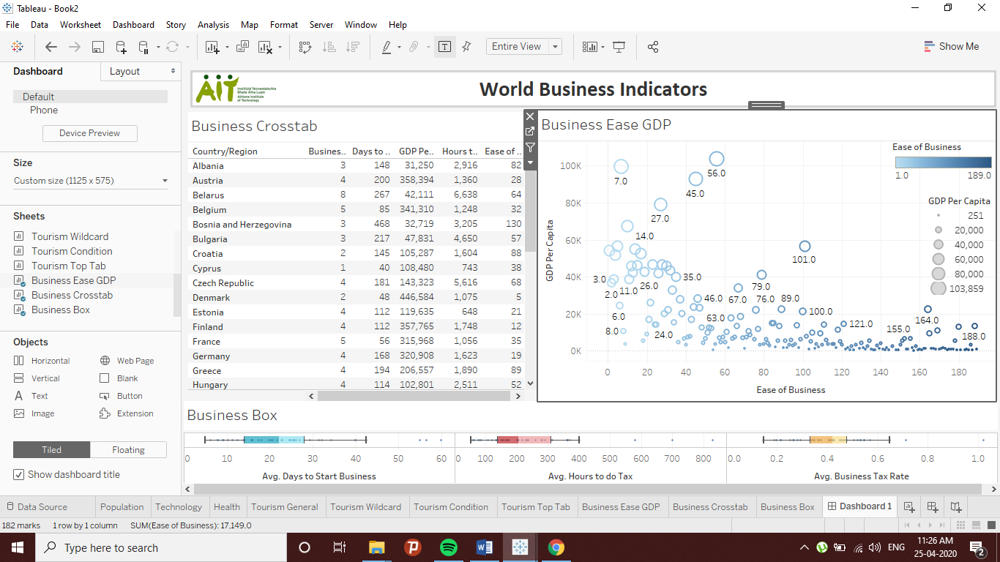 Tableau - Book2
File Data Worksheet Dashboard Story Analysis Map Format Server Window Help
Entire View
Show Me
Dashboard Layout
Default
Phone
Device Preview
Size
Custom size (1125 x 575)
Sheets
Tourism Wildcard
Tourism Condition
Tourism Top Tab
Business Ease GDP
Business Crosstab
Business Box
Objects
Horizontal Web Page
Vertical Blank
Text Button
Image Extension
Tiled Floating
Show dashboard title
AIT
Institiúid Teicneolaíochta
Bhaile Átha Luain
Athlone Institute
of Technology
World Business Indicators
Business Crosstab
Country/Region Busines.. Days to .. GDP Pe.. Hours t.. Ease of ..
Albania 3 148 31,250 2,916 82
Austria 4 200 358,394 1,360 28
Belarus 8 267 42,111 6,638 64
Belgium 5 85 341,310 1,248 32
Bosnia and Herzegovina 3 468 32,719 3,205 130
Bulgaria 3 217 47,831 4,650 57
Croatia 2 145 105,287 1,604 88
Cyprus 1 40 108,480 743 38
Czech Republic 4 181 143,323 5,616 68
Denmark 2 48 446,584 1,075 5
Estonia 4 112 119,635 648 21
Finland 4 112 357,765 1,748 12
France 5 56 315,968 1,056 35
Germany 4 168 320,908 1,623 19
Greece 4 194 206,557 1,890 89
Hungary 4 114 102,801 2,511 52
Business Ease GDP
GDP Per Capita
100K
80K
60K
40K
20K
0K
7.0
56.0
45.0
27.0
14.0
101.0
3.0
2.0
11.0
26.0
35.0
79.0
6.0
46.0
67.0
76.0
89.0
100.0
8.0
24.0
63.0
121.0
155.0
164.0
188.0
0 20 40 60 80 100 120 140 160 180
Ease of Business
Ease of Business
1.0 189.0
GDP Per Capita
251
20,000
40,000
60,000
80,000
103,859
Business Box
0 10 20 30 40 50 60
Avg. Days to Start Business
0 100 200 300 400 500 600 700 800
Avg. Hours to do Tax
0.0 0.2 0.4 0.6 0.8 1.0
Avg. Business Tax Rate
Data Source Population Technology Health Tourism General Tourism Wildcard Tourism Condition Tourism Top Tab Business Ease GDP Business Crosstab Business Box Dashboard 1
182 marks 1 row by 1 column SUM(Ease of Business): 17,149.0
Type here to search
ENG
11:26 AM
25-04-2020
2